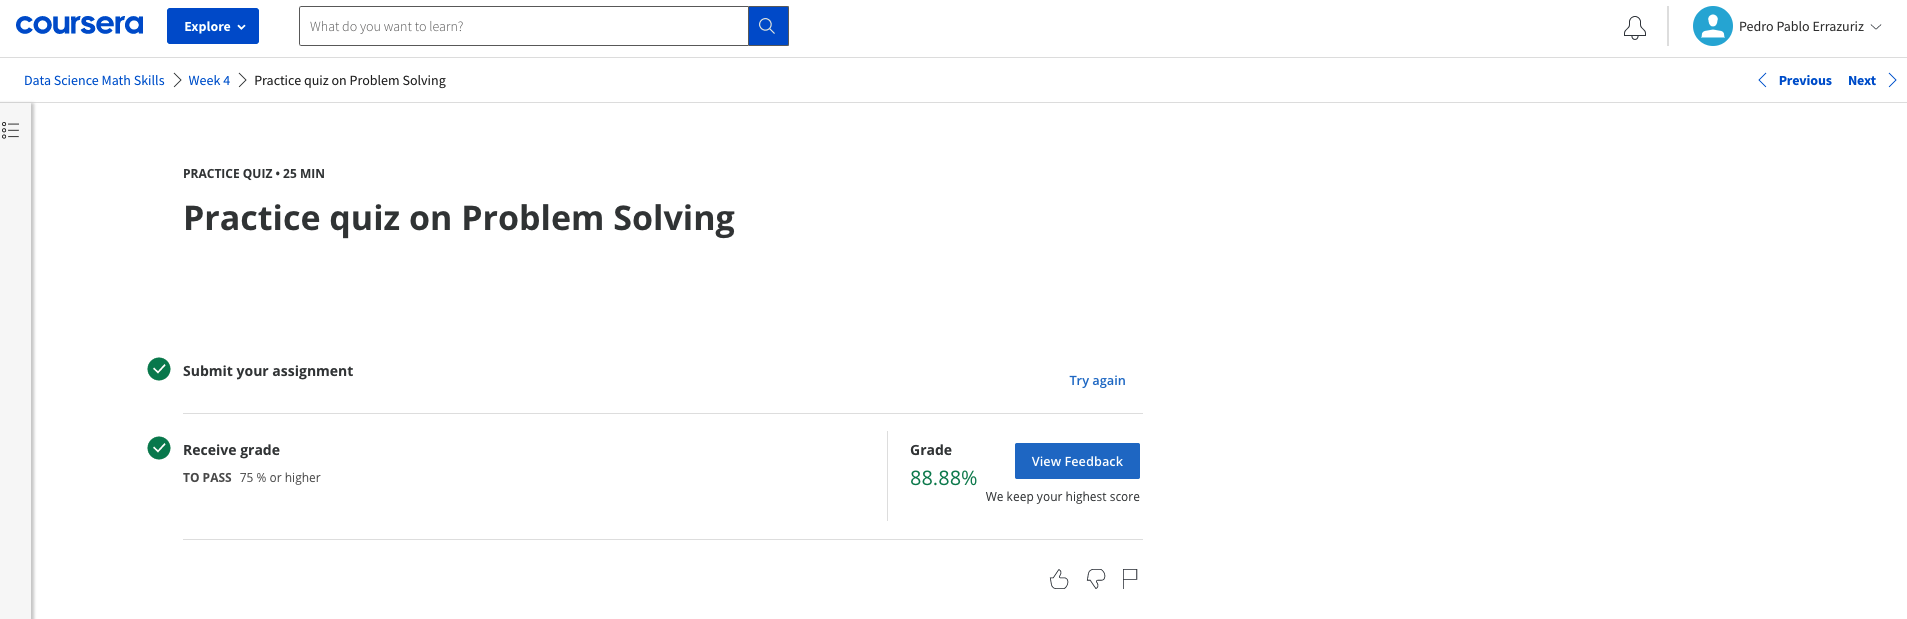 coursera Explore What do you want to learn? Pedro Pablo Errazuriz
Data Science Math Skills Week 4 Practice quiz on Problem Solving Previous Next
PRACTICE QUIZ • 25 MIN
Practice quiz on Problem Solving
Submit your assignment
Try again
Receive grade
TO PASS 75 % or higher
Grade
88.88%
View Feedback
We keep your highest score